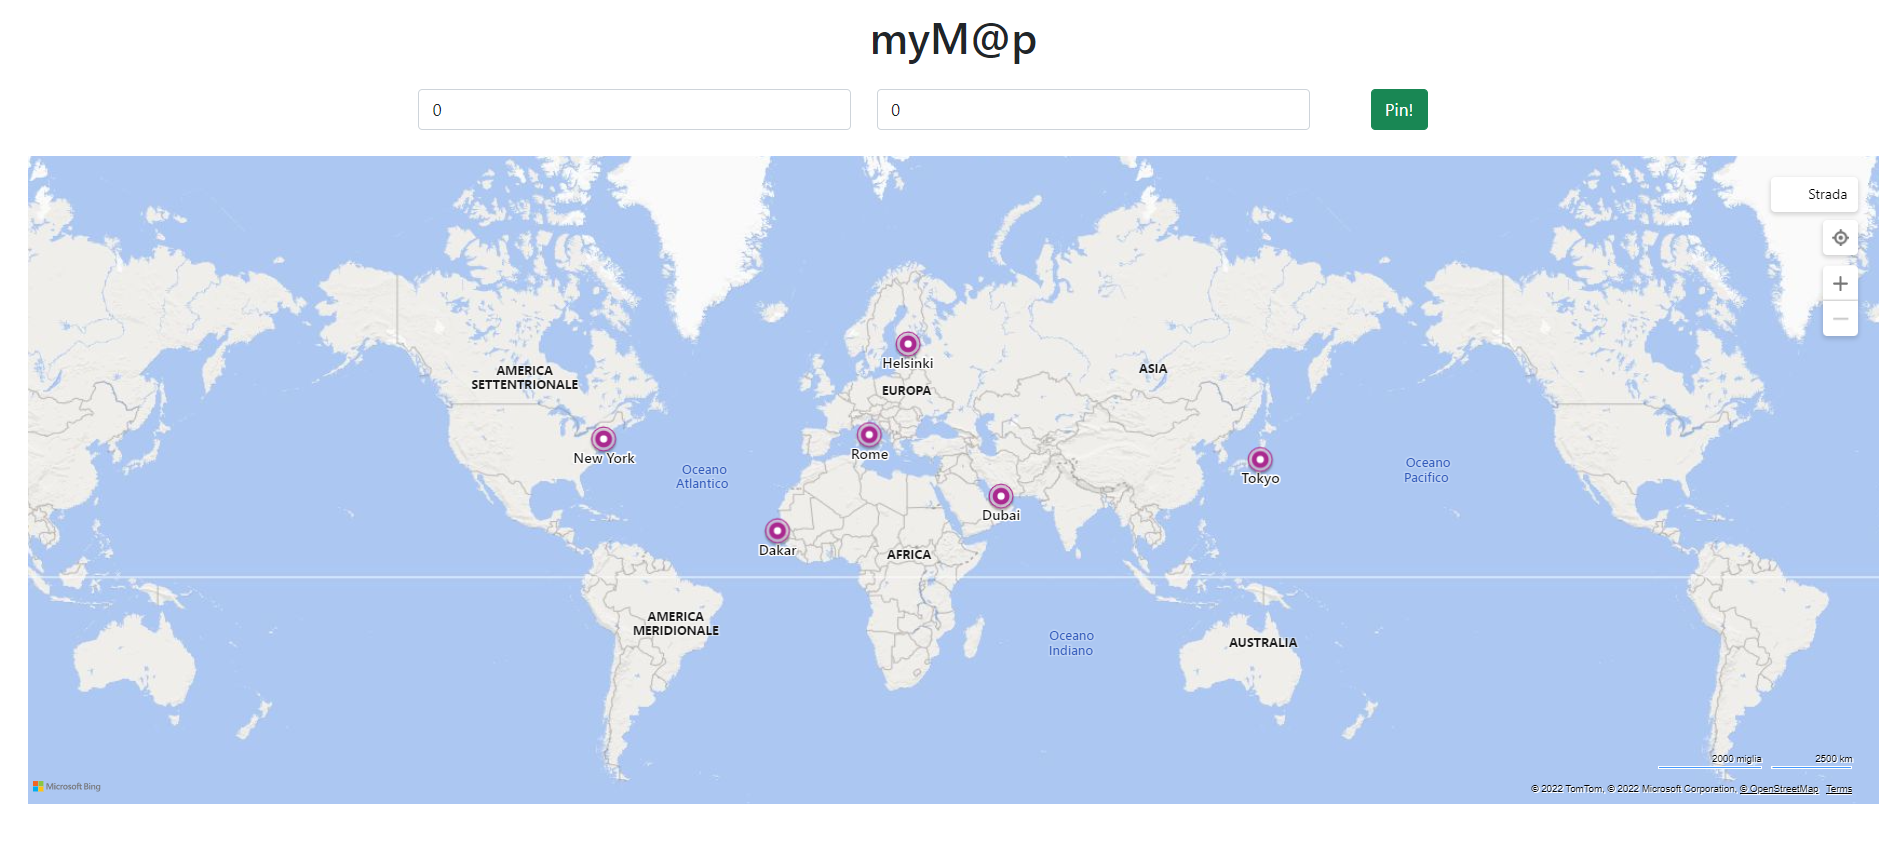 myM@p
0
0
Pin!
Strada
Helsinki
AMERICA
SETTENTRIONALE
ASIA
EUROPA
New York
Rome
Oceano
Atlantico
Tokyo
Oceano
Pacifico
Dubai
Dakar
AFRICA
AMERICA
MERIDIONALE
Oceano
Indiano
AUSTRALIA
2000 miglia
2500 km
Microsoft Bing
© 2022 TomTom, © 2022 Microsoft Corporation, © OpenStreetMap Terms